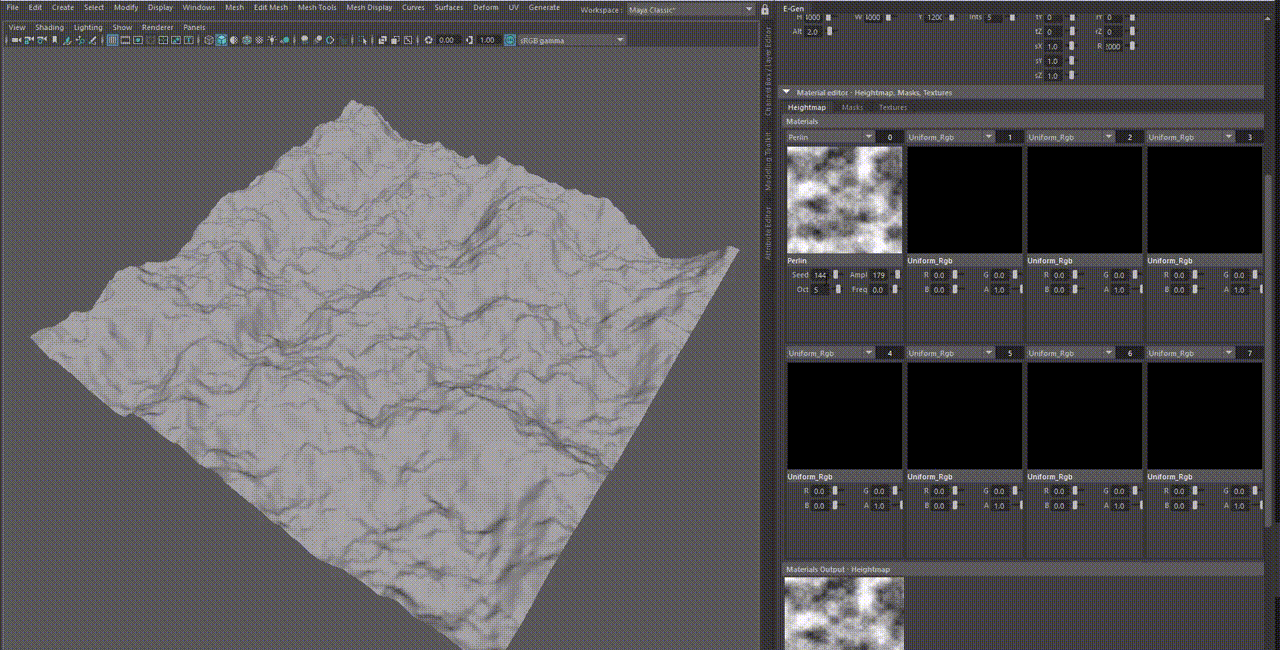 File Edit Create Select Modify Display Windows Mesh Edit Mesh Mesh Tools Mesh Display Curves Surfaces Deform UV Generate
Workspace : Maya Classic*
View Shading Lighting Show Renderer Panels
0.00 1.00 sRGB gamma
Channel Box / Layer Editor
Modeling Toolkit
Attribute Editor
E-Gen
H 1000 W 1000 Y Ints 5 0 0
Alt 2.0 tZ 0 rZ 0
sX 1.0 R
sY 1.0
sZ 1.0
Material editor - Heightmap, Masks, Textures
Heightmap Masks Textures
Materials
Perlin 0 Uniform_Rgb 1 Uniform_Rgb 2 Uniform_Rgb 3
Perlin Uniform_Rgb Uniform_Rgb Uniform_Rgb
Seed 144 Ampl 179 R 0.0 G 0.0 R 0.0 G 0.0 R 0.0 G 0.0
Oct 5 Freq 0.0 B 0.0 A 1.0 B 0.0 A 1.0 B 0.0 A 1.0
Uniform_Rgb 4 Uniform_Rgb 5 Uniform_Rgb 6 Uniform_Rgb 7
Uniform_Rgb Uniform_Rgb Uniform_Rgb Uniform_Rgb
R 0.0 G 0.0 R 0.0 G 0.0 R 0.0 G 0.0 R 0.0 G 0.0
B 0.0 A 1.0 B 0.0 A 1.0 B 0.0 A 1.0 B 0.0 A 1.0
Materials Output - Heightmap